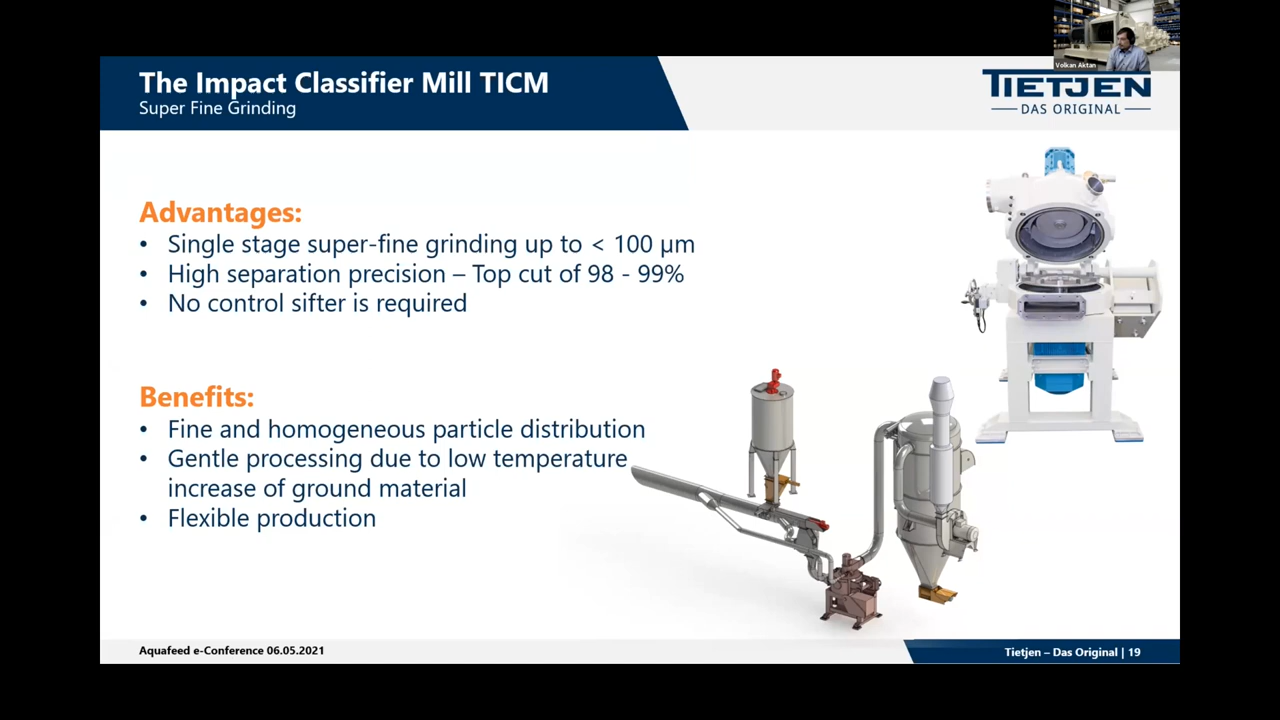 Volkan Aktan
The Impact Classifier Mill TICM
Super Fine Grinding
TIETJEN
DAS ORIGINAL
Advantages:
• Single stage super-fine grinding up to < 100 µm
• High separation precision – Top cut of 98 - 99%
• No control sifter is required
Benefits:
• Fine and homogeneous particle distribution
• Gentle processing due to low temperature
increase of ground material
• Flexible production
Aquafeed e-Conference 06.05.2021
Tietjen – Das Original | 19